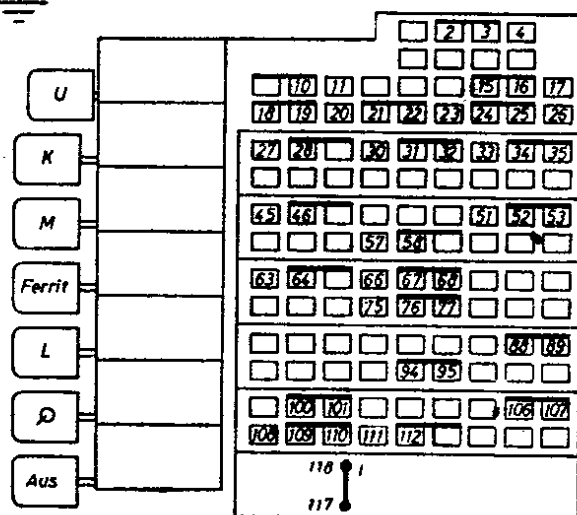 2 3 4
U 10 11 15 16 17
18 19 20 21 22 23 24 25 26
K 27 28 30 31 32 33 34 35
M 45 46 51 52 53
57 58
Ferrit 63 64 66 67 68
75 76 77
L 88 89
94 95
100 101 106 107
108 109 110 111 112
Aus 118
117